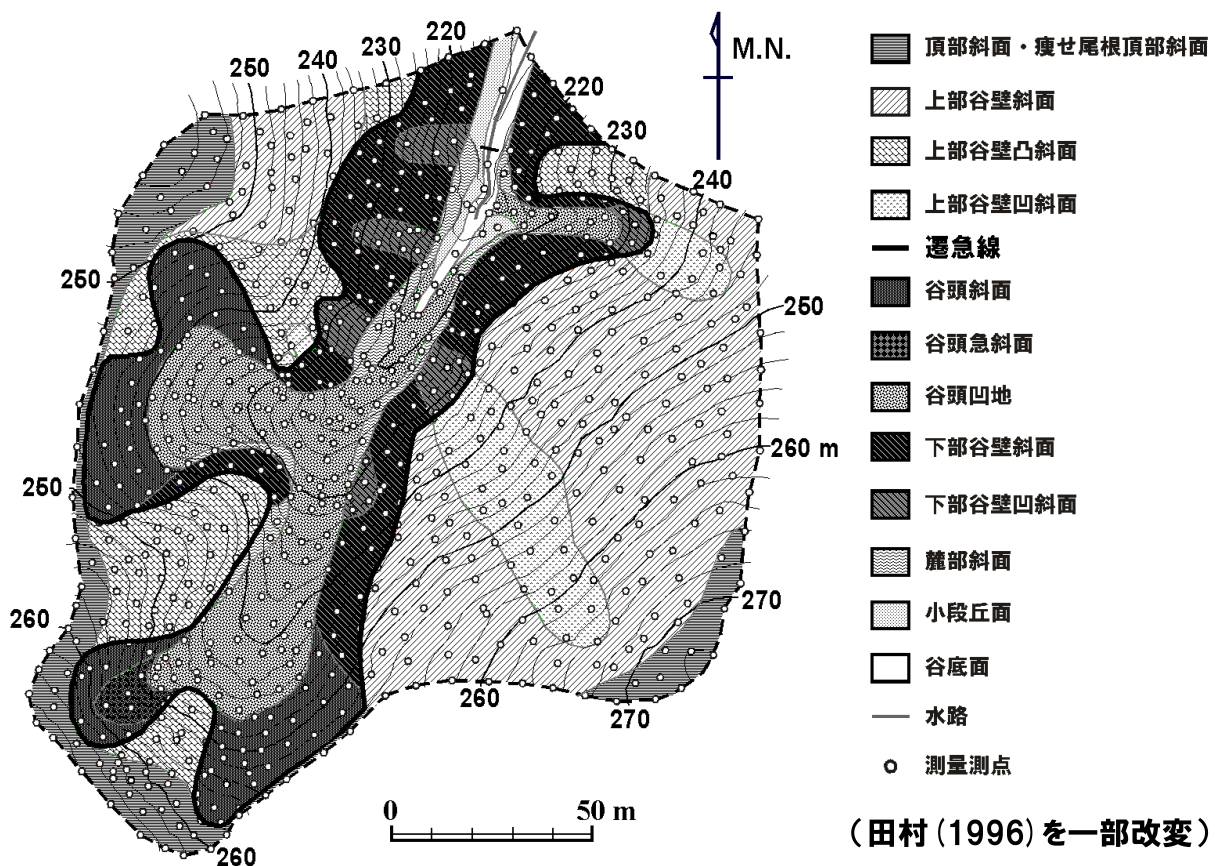 220
230
240
250
M.N.
220
230
240
250
250
260 m
250
260
270
260
270
260
0 50 m
頂部斜面・痩せ尾根頂部斜面
上部谷壁斜面
上部谷壁凸斜面
上部谷壁凹斜面
遷急線
谷頭斜面
谷頭急斜面
谷頭凹地
下部谷壁斜面
下部谷壁凹斜面
麓部斜面
小段丘面
谷底面
水路
測量測点
(田村(1996)を一部改変)